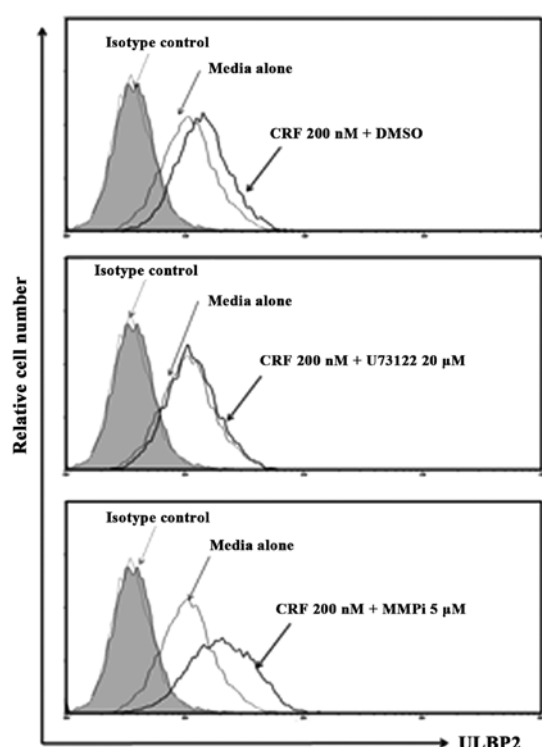 Isotype control
Media alone
CRF 200 nM + DMSO
Isotype control
Media alone
CRF 200 nM + U73122 20 μM
Isotype control
Media alone
CRF 200 nM + MMPi 5 μM
Relative cell number
ULBP2